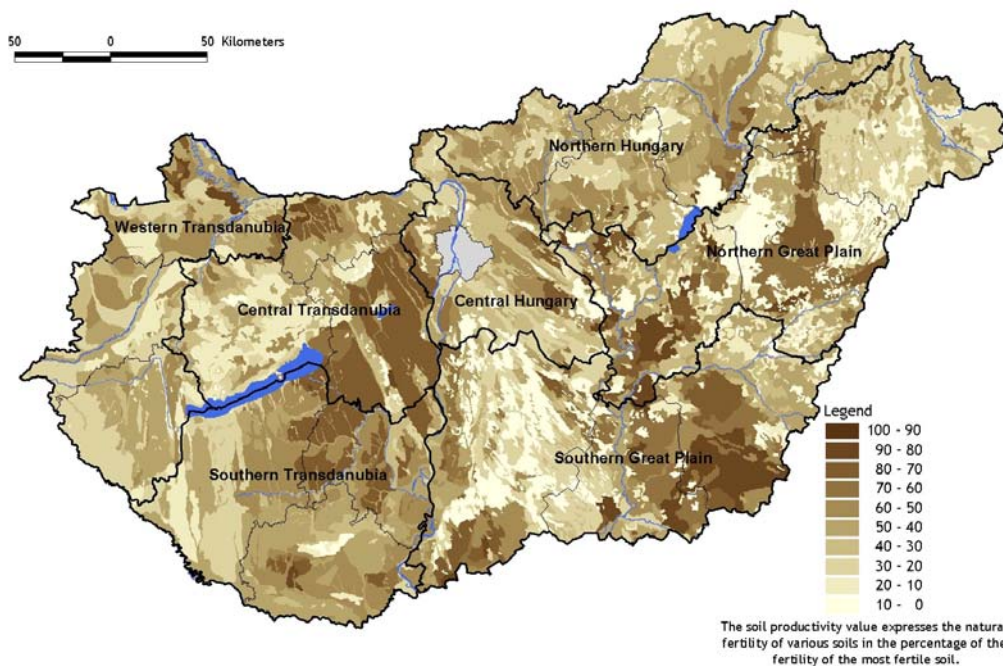 50 0 50 Kilometers
Northern Hungary
Western Transdanubia
Northern Great Plain
Central Transdanubia
Central Hungary
Southern Great Plain
Southern Transdanubia
Legend
100 - 90
90 - 80
80 - 70
70 - 60
60 - 50
50 - 40
40 - 30
30 - 20
20 - 10
10 - 0
The soil productivity value expresses the natura
fertility of various soils in the percentage of the
fertility of the most fertile soil.